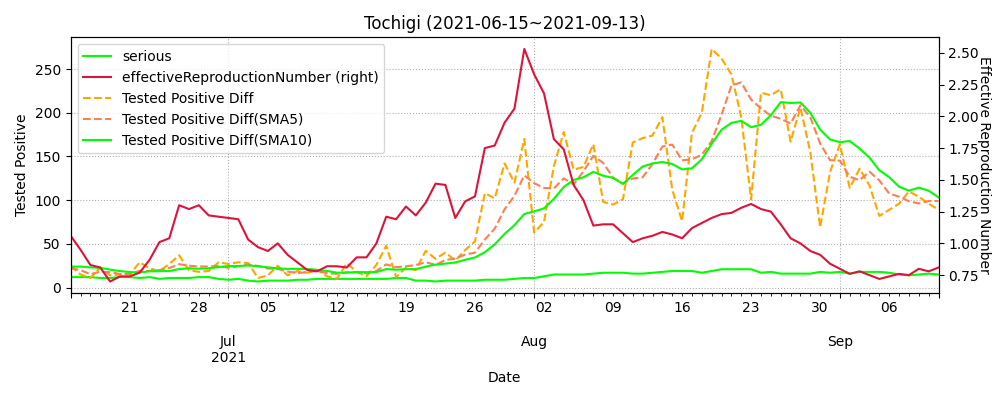 Tochigi (2021-06-15~2021-09-13)
serious
effectiveReproductionNumber (right)
Tested Positive Diff
Tested Positive Diff(SMA5)
Tested Positive Diff(SMA10)
Tested Positive
250
200
150
100
50
0
2.50
2.25
2.00
1.75
1.50
1.25
1.00
0.75
Effective Reproduction Number
21 28 05 12 19 26 02 09 16 23 30 06
Jul Aug Sep
2021
Date